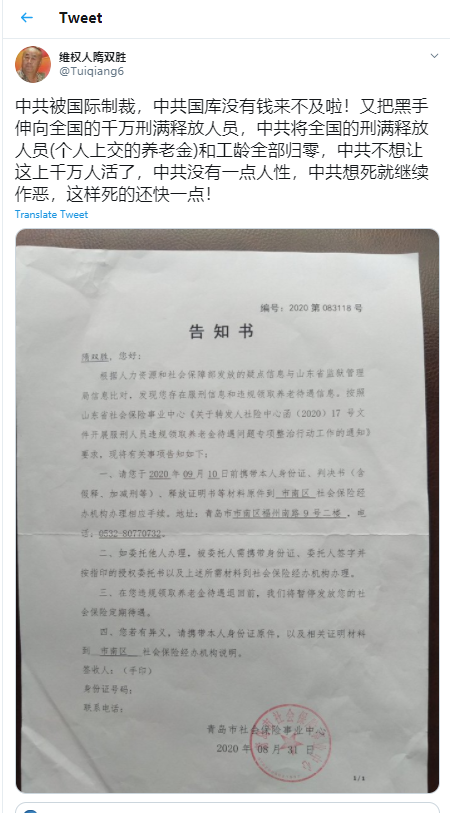 Tweet
维权人隋双胜
@Tuiqiang6
中共被国际制裁，中共国库没有钱来不及啦！又把黑手
伸向全国的千万刑满释放人员，中共将全国的刑满释放
人员(个人上交的养老金)和工龄全部归零，中共不想让
这上千万人活了，中共没有一点人性，中共想死就继续
作恶，这样死的还快一点！
Translate Tweet
编号：2020 第 083118 号
告 知 书
隋双胜，您好：
根据人力资源和社会保障部发放的疑点信息与山东省监狱管理
局信息比对，发现您存在服刑信息和违规领取养老待遇信息。按照
山东省社会保险事业中心《关于转发人社险中心函（2020）17 号文
件开展服刑人员违规领取养老金待遇问题专项整治行动工作的通知》
要求，现将有关事项告知如下：
一、请您于 2020 年 09 月 10 日前携带本人身份证、判决书（含
假释、加减刑等）、释放证明书等材料原件到 市南区 社会保险经
办机构办理相应手续。地址：青岛市市南区福州南路 9 号二楼 ，电
话：0532-80770732。
二、如委托他人办理，被委托人需携带身份证、委托人签字并
按指印的授权委托书以及上述所需材料到社会保险经办机构办理。
三、在您违规领取养老金待遇退回前，我们将暂停发放您的社
会保险定期待遇。
四、您若有异议，请携带本人身份证原件，以及相关证明材料
到 市南区 社会保险经办机构说明。
签收人：（手印）
身份证号码：
联系电话：
青岛市社会保险事业中心
2020 年 08 月 31 日
1/1